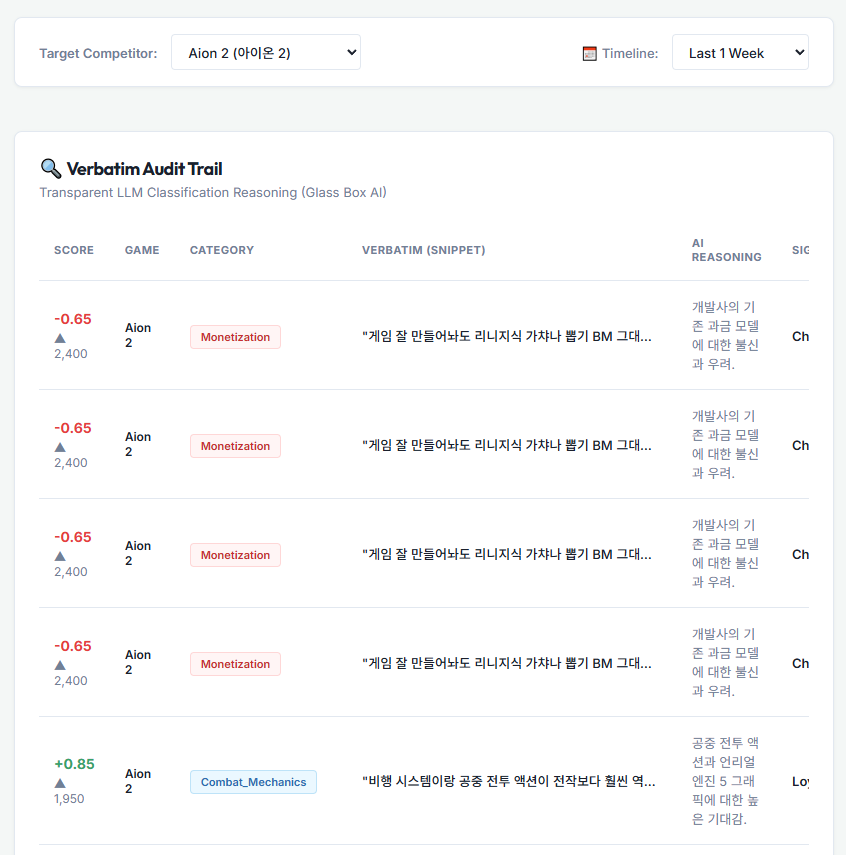 Target Competitor:
Aion 2 (아이온 2)
Timeline:
Last 1 Week
Verbatim Audit Trail
Transparent LLM Classification Reasoning (Glass Box AI)
SCORE
GAME
CATEGORY
VERBATIM (SNIPPET)
AI
REASONING
SIG
-0.65
▲
2,400
Aion
2
Monetization
"게임 잘 만들어놔도 리니지식 가챠나 뽑기 BM 그대...
개발사의 기
존 과금 모델
에 대한 불신
과 우려.
Ch
-0.65
▲
2,400
Aion
2
Monetization
"게임 잘 만들어놔도 리니지식 가챠나 뽑기 BM 그대...
개발사의 기
존 과금 모델
에 대한 불신
과 우려.
Ch
-0.65
▲
2,400
Aion
2
Monetization
"게임 잘 만들어놔도 리니지식 가챠나 뽑기 BM 그대...
개발사의 기
존 과금 모델
에 대한 불신
과 우려.
Ch
-0.65
▲
2,400
Aion
2
Monetization
"게임 잘 만들어놔도 리니지식 가챠나 뽑기 BM 그대...
개발사의 기
존 과금 모델
에 대한 불신
과 우려.
Ch
+0.85
▲
1,950
Aion
2
Combat_Mechanics
"비행 시스템이랑 공중 전투 액션이 전작보다 훨씬 역...
공중 전투 액
션과 언리얼
엔진 5 그래
픽에 대한 높
은 기대감.
Loy